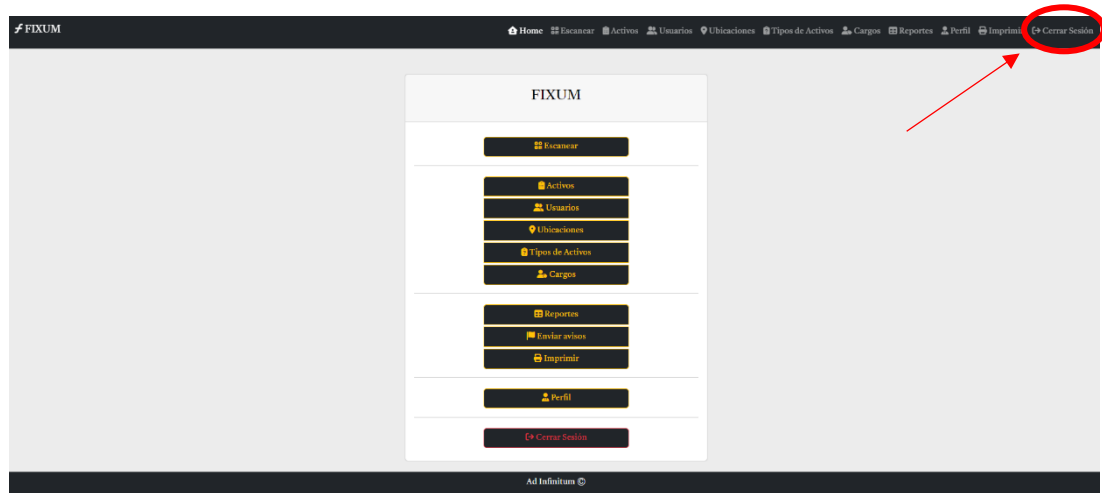 FIXUM
Home Escanear Activos Usuarios Ubicaciones Tipos de Activos Cargos Reportes Perfil Imprimir Cerrar Sesión
FIXUM
Escanear
Activos
Usuarios
Ubicaciones
Tipos de Activos
Cargos
Reportes
Enviar avisos
Imprimir
Perfil
Cerrar Sesión
Ad Infinitum ©